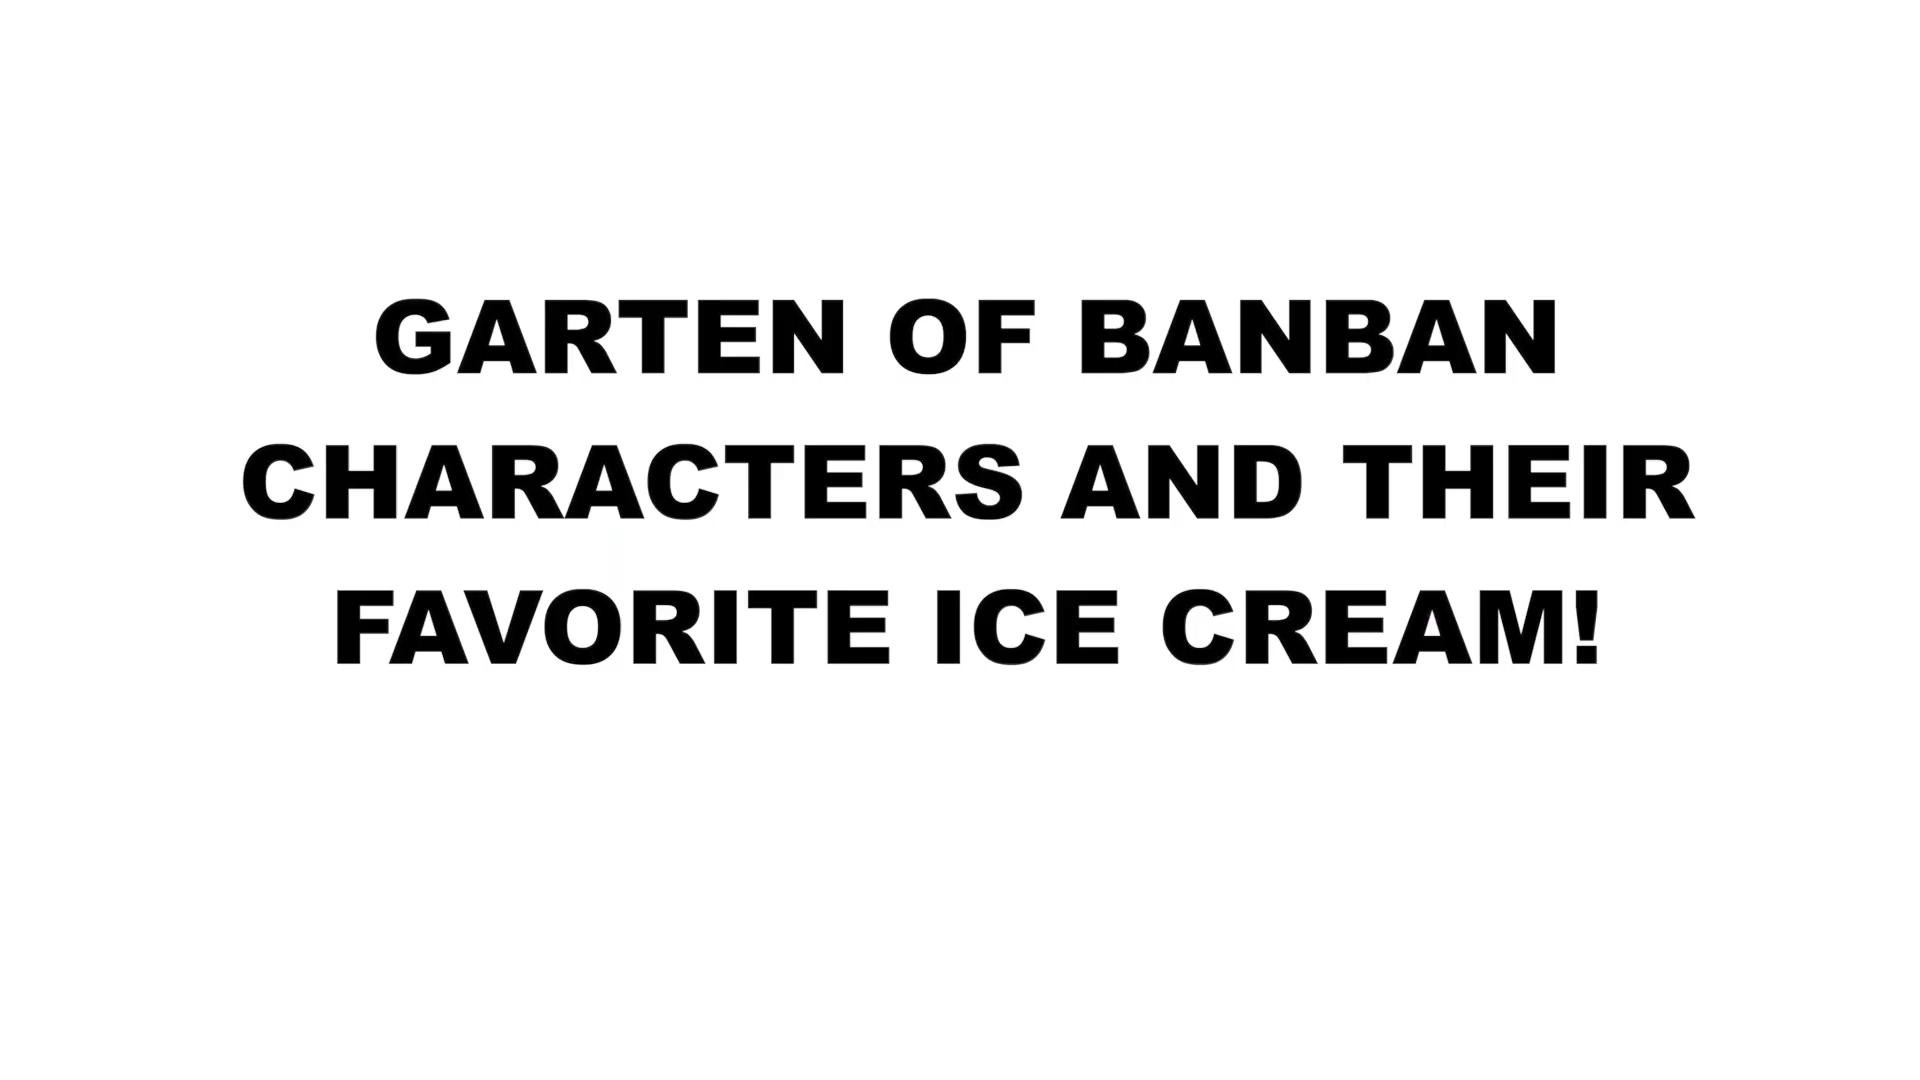 GARTEN OF BANBAN
CHARACTERS AND THEIR
FAVORITE ICE CREAM!